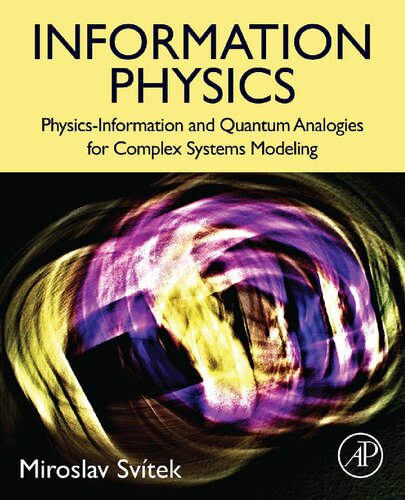 INFORMATION
PHYSICS
Physics-Information and Quantum Analogies
for Complex Systems Modeling
Miroslav Svítek
AP